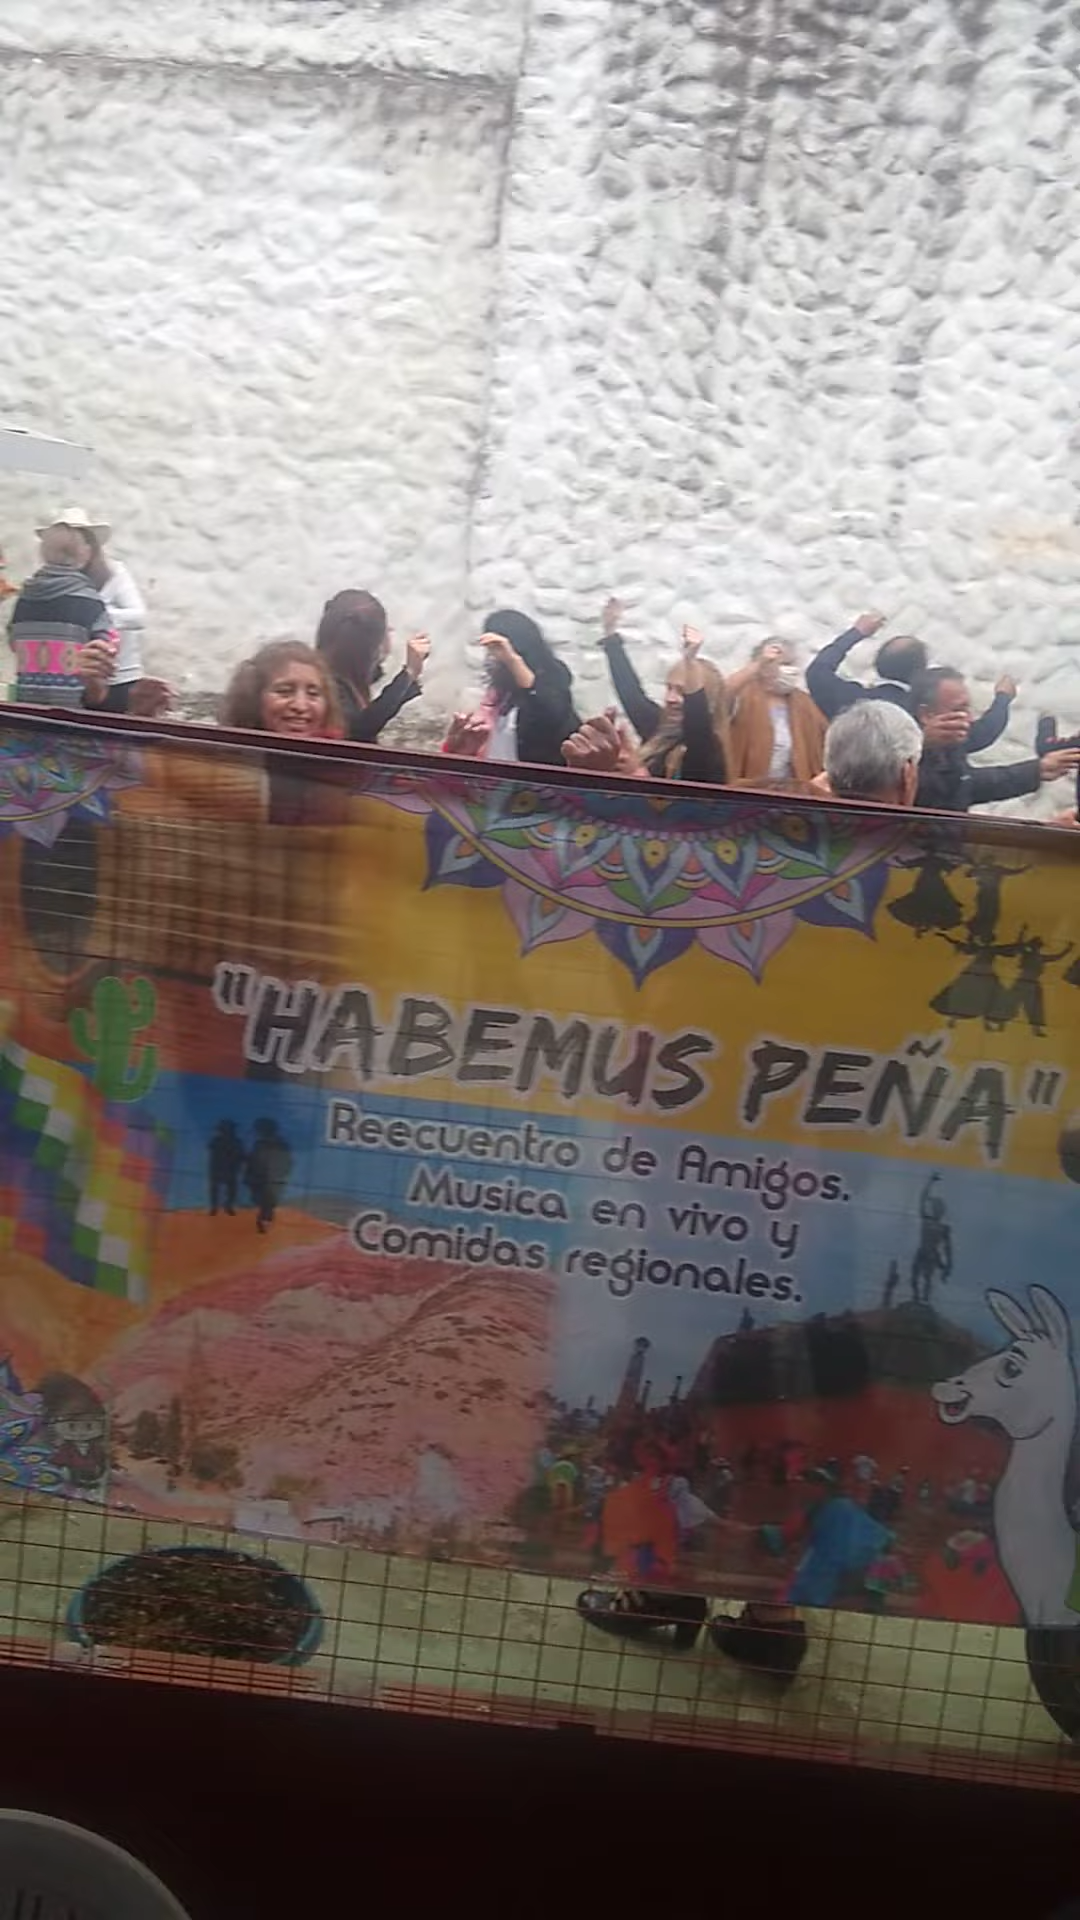 "HABEMUS PEÑA"
Reecuentro de Amigos.
Musica en vivo y
Comidas regionales.